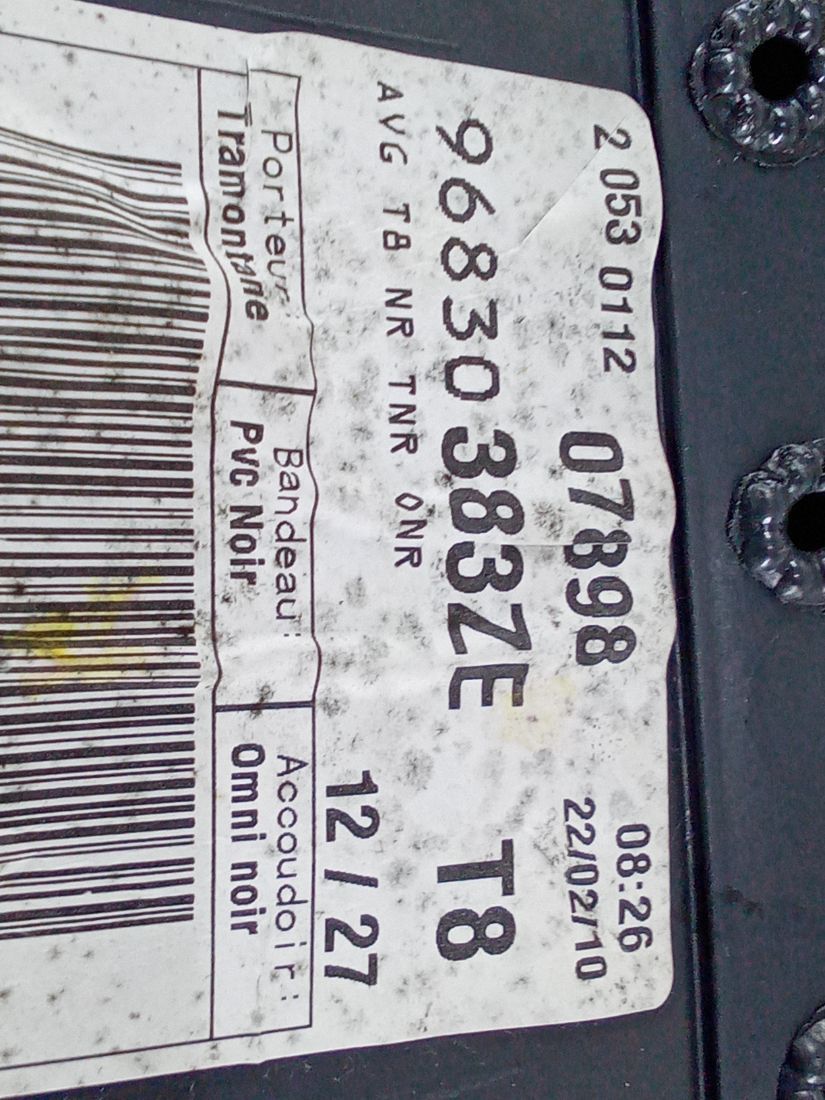 2 053 0112 07898 08:26
22/02/10
96830383ZE T8
AVG T8 NR TNR ONR 12 / 27
Porteur: Bandeau: Accoudoir:
Tramontane PVC Noir Omni noir